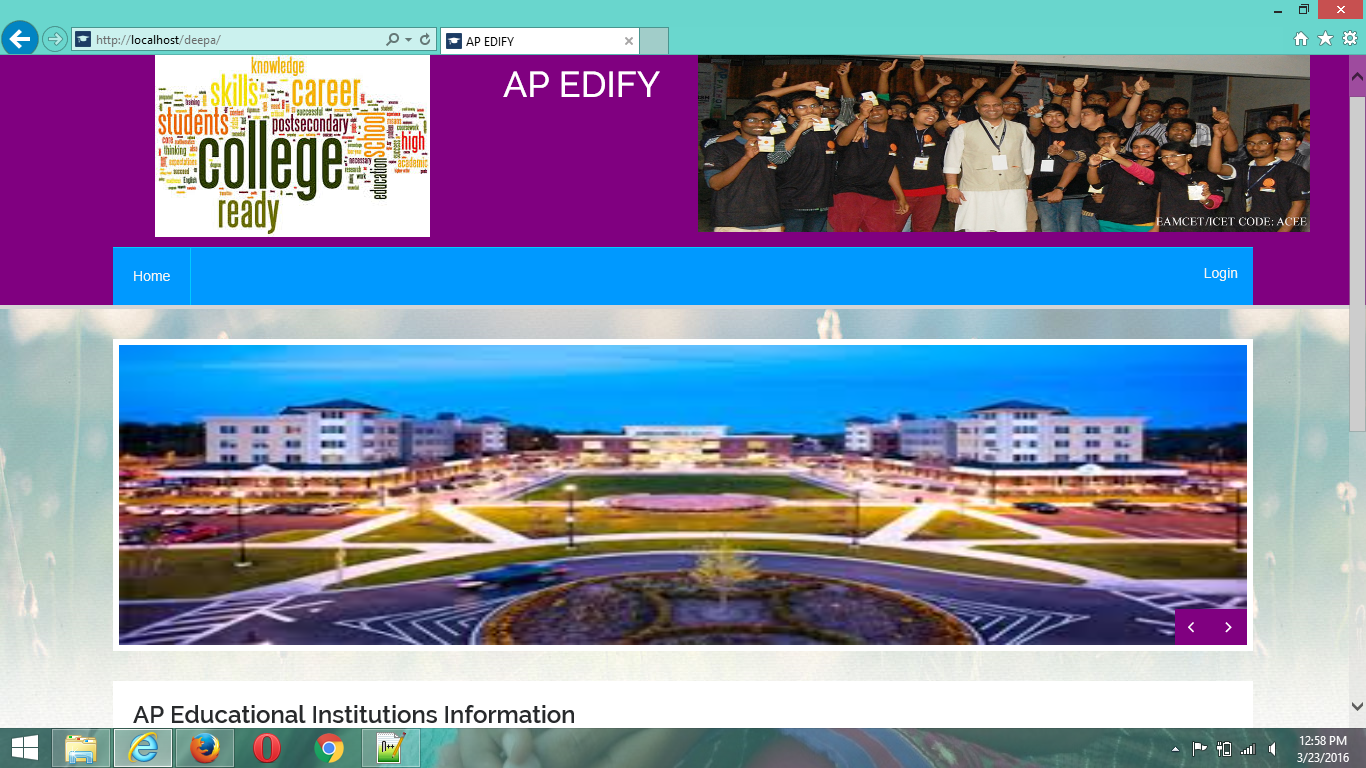 http://localhost/deepa/
AP EDIFY
knowledge
skills career
students
postsecondary
school
college
high
thinking
education
academic
ready
AP EDIFY
EAMCET/ICET CODE: ACEE
Home
Login
AP Educational Institutions Information
12:58 PM
3/23/2016